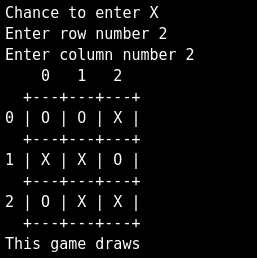 Chance to enter X
Enter row number 2
Enter column number 2
    0   1   2
  +---+---+---+
0 | O | O | X |
  +---+---+---+
1 | X | X | O |
  +---+---+---+
2 | O | X | X |
  +---+---+---+
This game draws